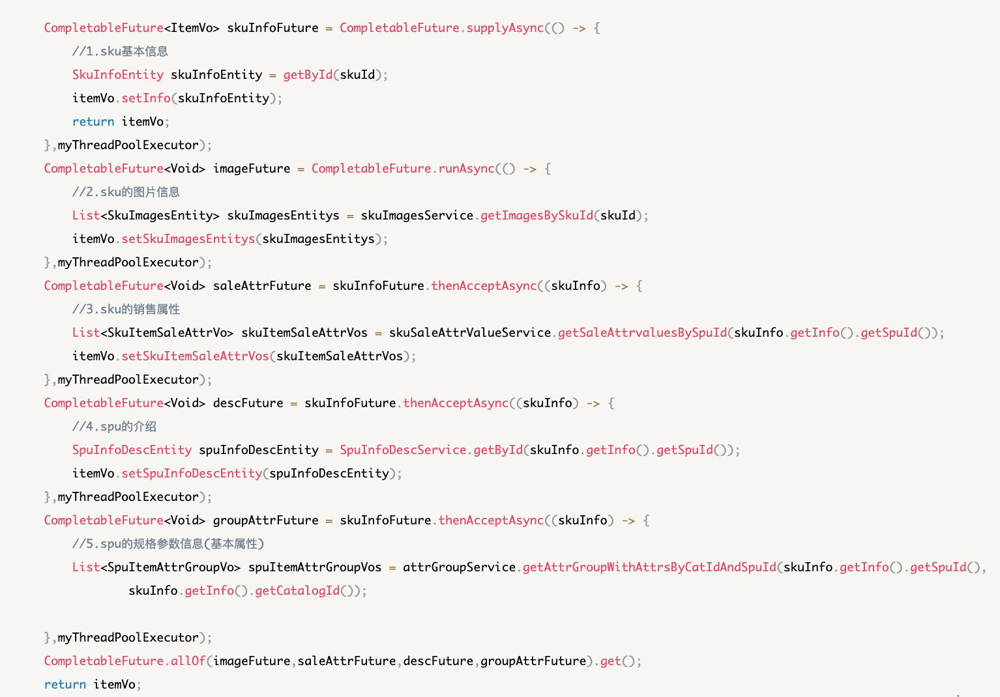 CompletableFuture<ItemVo> skuInfoFuture = CompletableFuture.supplyAsync(() -> {
    //1.sku基本信息
    SkuInfoEntity skuInfoEntity = getById(skuId);
    itemVo.setInfo(skuInfoEntity);
    return itemVo;
},myThreadPoolExecutor);
CompletableFuture<Void> imageFuture = CompletableFuture.runAsync(() -> {
    //2.sku的图片信息
    List<SkuImagesEntity> skuImagesEntitys = skuImagesService.getImagesBySkuId(skuId);
    itemVo.setSkuImagesEntitys(skuImagesEntitys);
},myThreadPoolExecutor);
CompletableFuture<Void> saleAttrFuture = skuInfoFuture.thenAcceptAsync((skuInfo) -> {
    //3.sku的销售属性
    List<SkuItemSaleAttrVo> skuItemSaleAttrVos = skuSaleAttrValueService.getSaleAttrvaluesBySpuId(skuInfo.getInfo().getSpuId());
    itemVo.setSkuItemSaleAttrVos(skuItemSaleAttrVos);
},myThreadPoolExecutor);
CompletableFuture<Void> descFuture = skuInfoFuture.thenAcceptAsync((skuInfo) -> {
    //4.spu的介绍
    SpuInfoDescEntity spuInfoDescEntity = SpuInfoDescService.getById(skuInfo.getInfo().getSpuId());
    itemVo.setSpuInfoDescEntity(spuInfoDescEntity);
},myThreadPoolExecutor);
CompletableFuture<Void> groupAttrFuture = skuInfoFuture.thenAcceptAsync((skuInfo) -> {
    //5.spu的规格参数信息(基本属性)
    List<SpuItemAttrGroupVo> spuItemAttrGroupVos = attrGroupService.getAttrGroupWithAttrsByCatIdAndSpuId(skuInfo.getInfo().getSpuId(),
            skuInfo.getInfo().getCatalogId());
},myThreadPoolExecutor);
CompletableFuture.allOf(imageFuture,saleAttrFuture,descFuture,groupAttrFuture).get();
return itemVo;